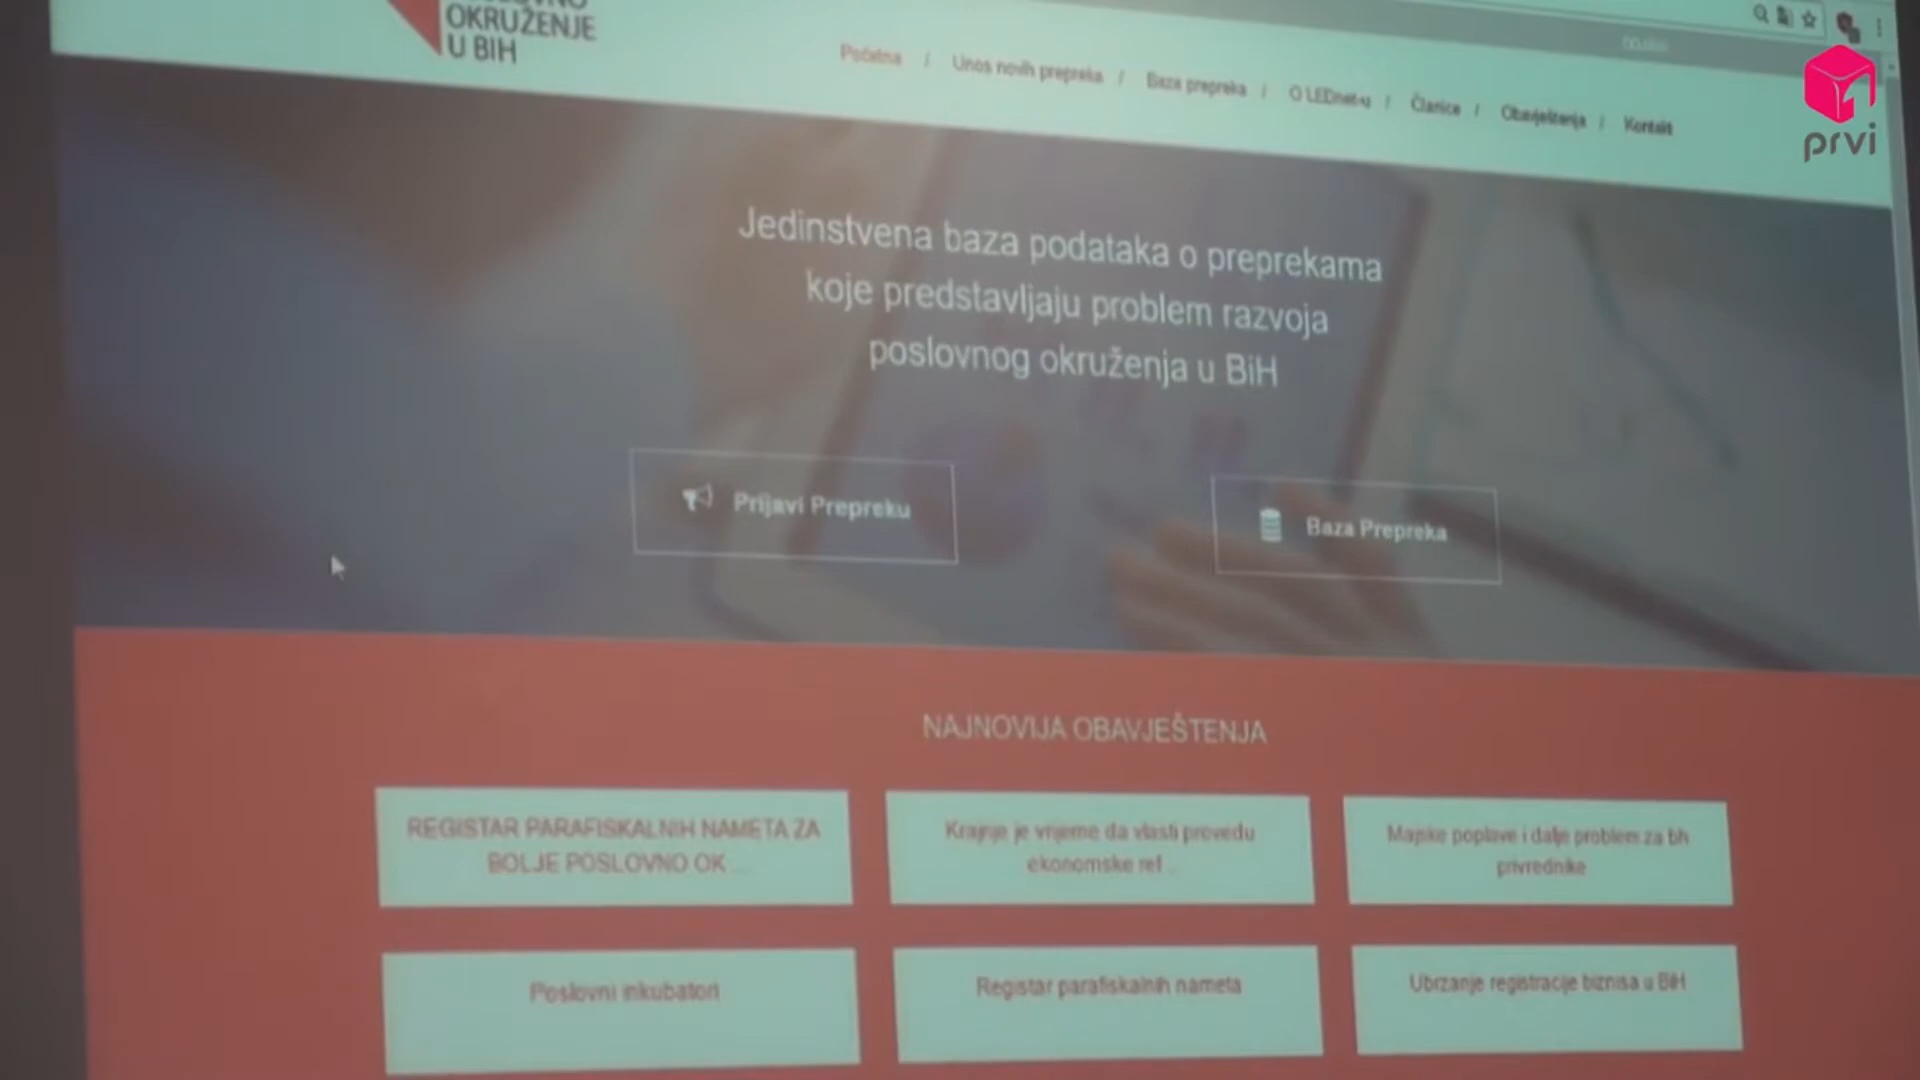 OKRUŽENJE
U BIH
Početna / Unos novih prepreka / Baza prepreka / O LEDnet-u / Članice / Obavještenja / Kontakt
prvi
Jedinstvena baza podataka o preprekama
koje predstavljaju problem razvoja
poslovnog okruženja u BiH
Prijavi Prepreku
Baza Prepreka
NAJNOVIJA OBAVJEŠTENJA
REGISTAR PARAFISKALNIH NAMETA ZA
BOLJE POSLOVNO OK ...
Krajnje je vrijeme da vlasti provedu
ekonomske ref ...
Majske poplave i dalje problem za bh
privrednike
Poslovni inkubatori
Registar parafiskalnih nameta
Ubrzanje registracije biznisa u BiH